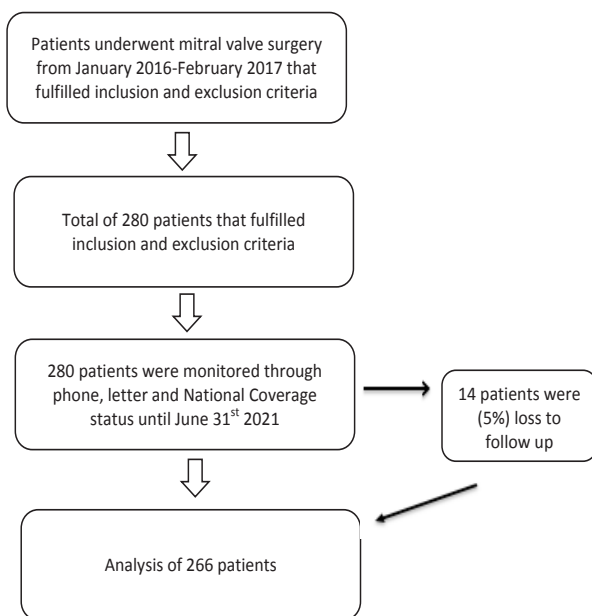 Patients underwent mitral valve surgery
from January 2016-February 2017 that
fulfilled inclusion and exclusion criteria
Total of 280 patients that fulfilled
inclusion and exclusion criteria
280 patients were monitored through
phone, letter and National Coverage
status until June 31st 2021
14 patients were
(5%) loss to
follow up
Analysis of 266 patients